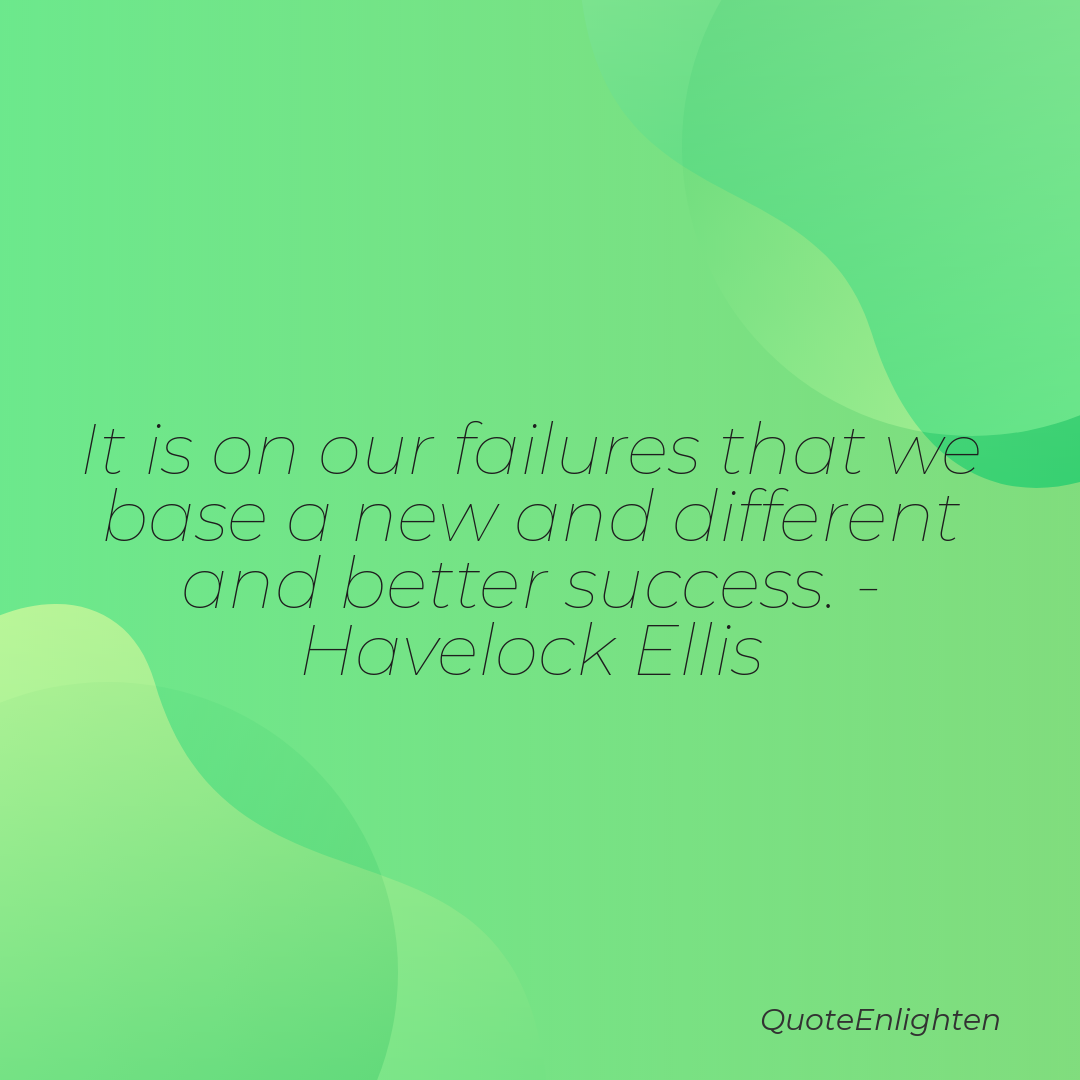 It is on our failures that we
base a new and different
and better success. -
Havelock Ellis
QuoteEnlighten